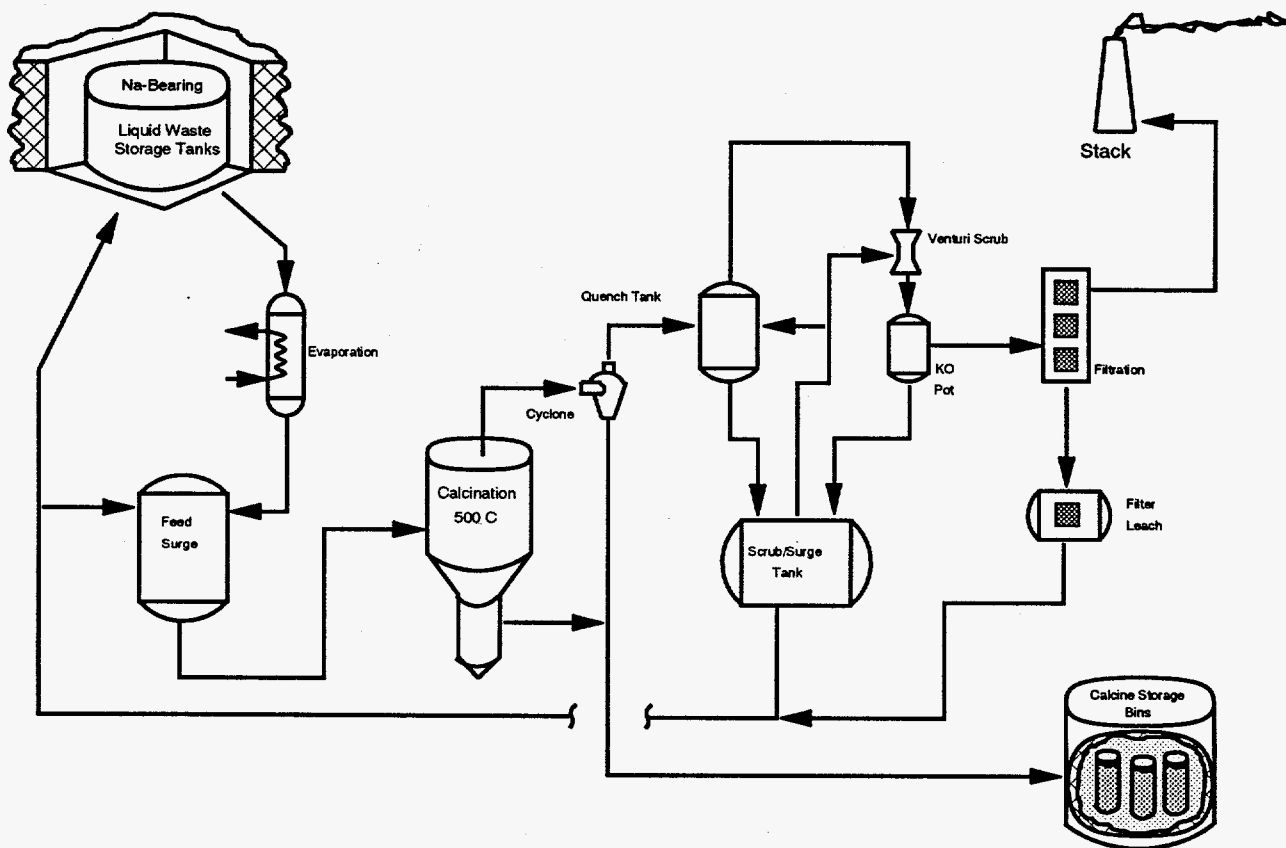 Na-Bearing
Liquid Waste
Storage Tanks
Stack
Venturi Scrub
Quench Tank
Evaporation
KO
Pot
Filtration
Cyclone
Calcination
500 C
Feed
Surge
Filter
Leach
Scrub/Surge
Tank
Calcine Storage
Bins